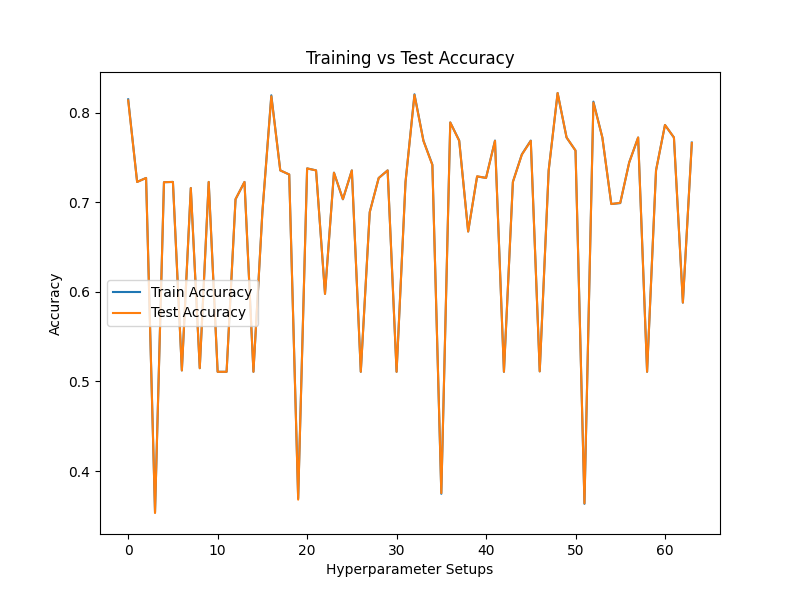 Training vs Test Accuracy
0.8
0.7
0.6
0.5
0.4
Accuracy
Train Accuracy
Test Accuracy
0 10 20 30 40 50 60
Hyperparameter Setups